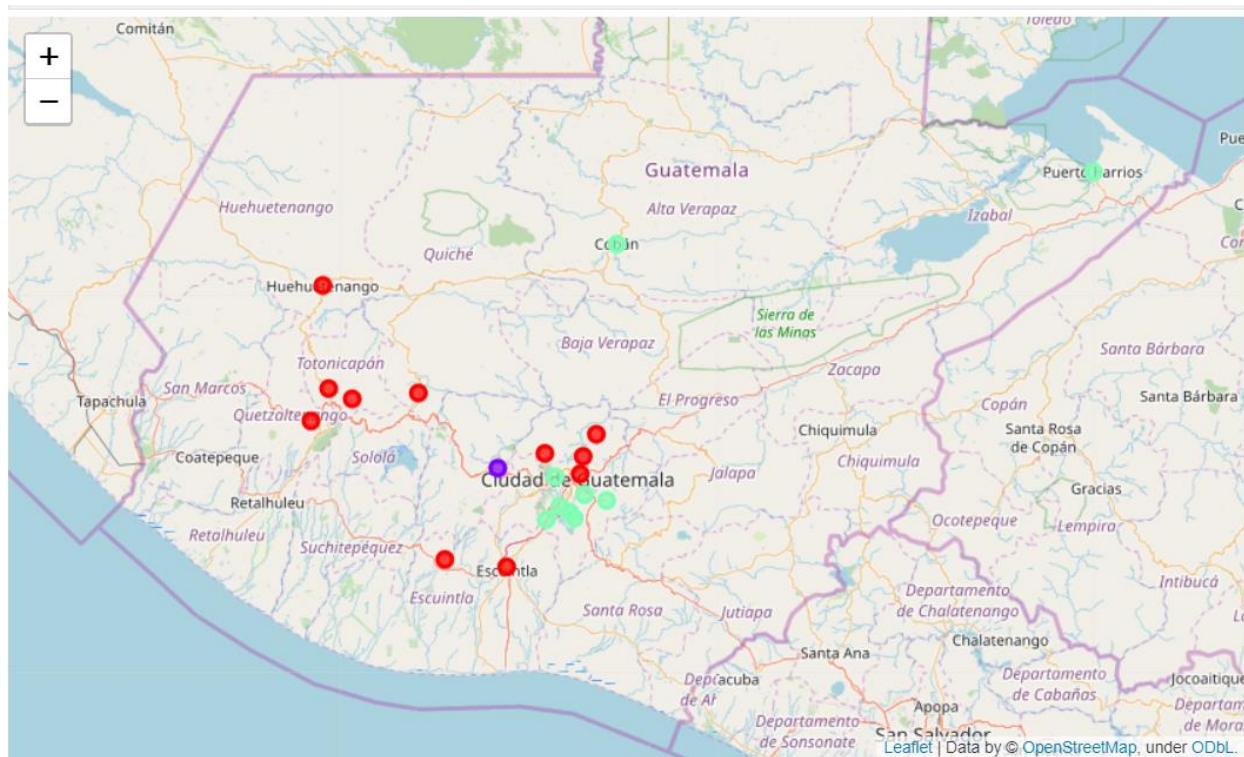 Toledo
Comitán
+
−
Pue
Guatemala
Puerto Barrios
Huehuetenango
Alta Verapaz
Izabal
Cobán
Quiché
Huehuetenango
Sierra de
las Minas
Baja Verapaz
Santa Bárbara
Totonicapán
Zacapa
San Marcos
Tapachula
El Progreso
Santa Bárbara
Quetzaltenango
Copán
Chiquimula
Santa Rosa
de Copán
Coatepeque
Sololá
Chiquimula
Jalapa
Ciudad de Guatemala
Gracias
Retalhuleu
Ocotepeque
Lempira
Retalhuleu
Suchitepéquez
Escuintla
Intibucá
Departamento
de Chalatenango
Escuintla
Santa Rosa
Jutiapa
Chalatenango
Santa Ana
Departamento
de Cabañas
Jocoaitique
Apopa
Departamento
de Sonsonate
San Salvador
Leaflet | Data by © OpenStreetMap, under ODbL.